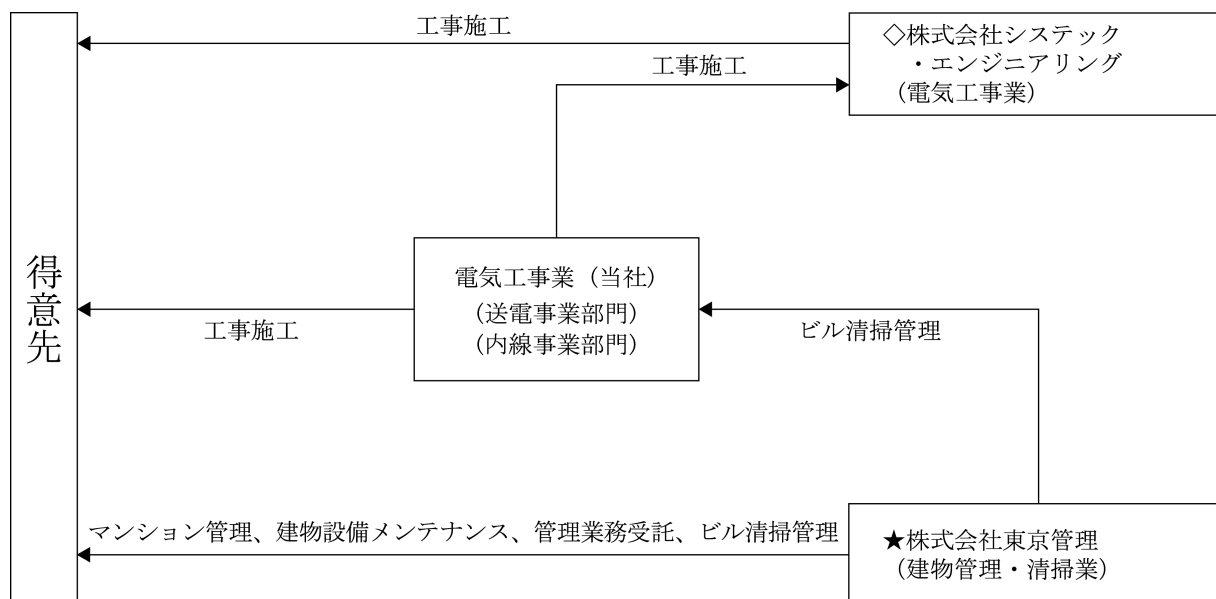 工事施工
◇株式会社システック
・エンジニアリング
（電気工事業）
工事施工
得意先
電気工事業（当社）
（送電事業部門）
（内線事業部門）
工事施工
ビル清掃管理
マンション管理、建物設備メンテナンス、管理業務受託、ビル清掃管理
★株式会社東京管理
（建物管理・清掃業）